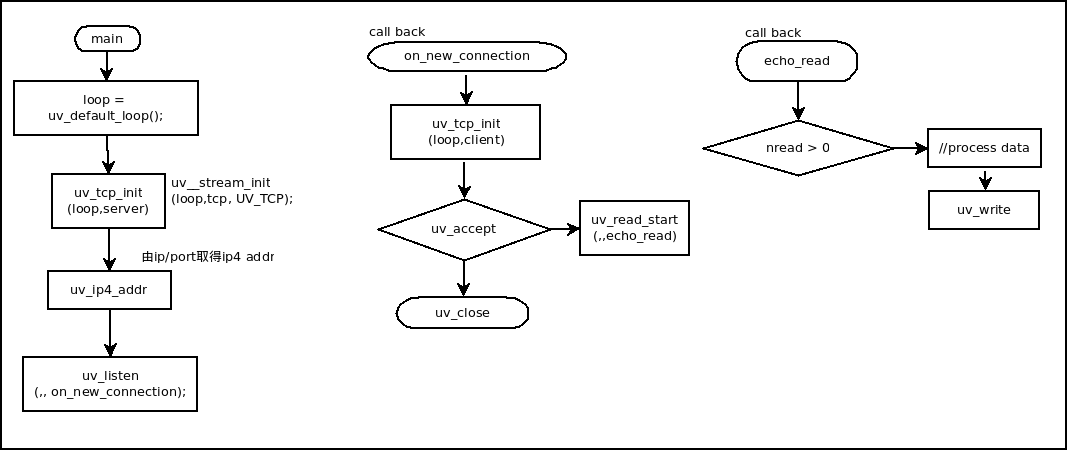 main
loop =
uv_default_loop();
uv_tcp_init
(loop,server)
uv__stream_init
(loop,tcp, UV_TCP);
由ip/port取得ip4 addr
uv_ip4_addr
uv_listen
(,, on_new_connection);
call back
on_new_connection
uv_tcp_init
(loop,client)
uv_accept
uv_read_start
(,,echo_read)
uv_close
call back
echo_read
nread > 0
//process data
uv_write